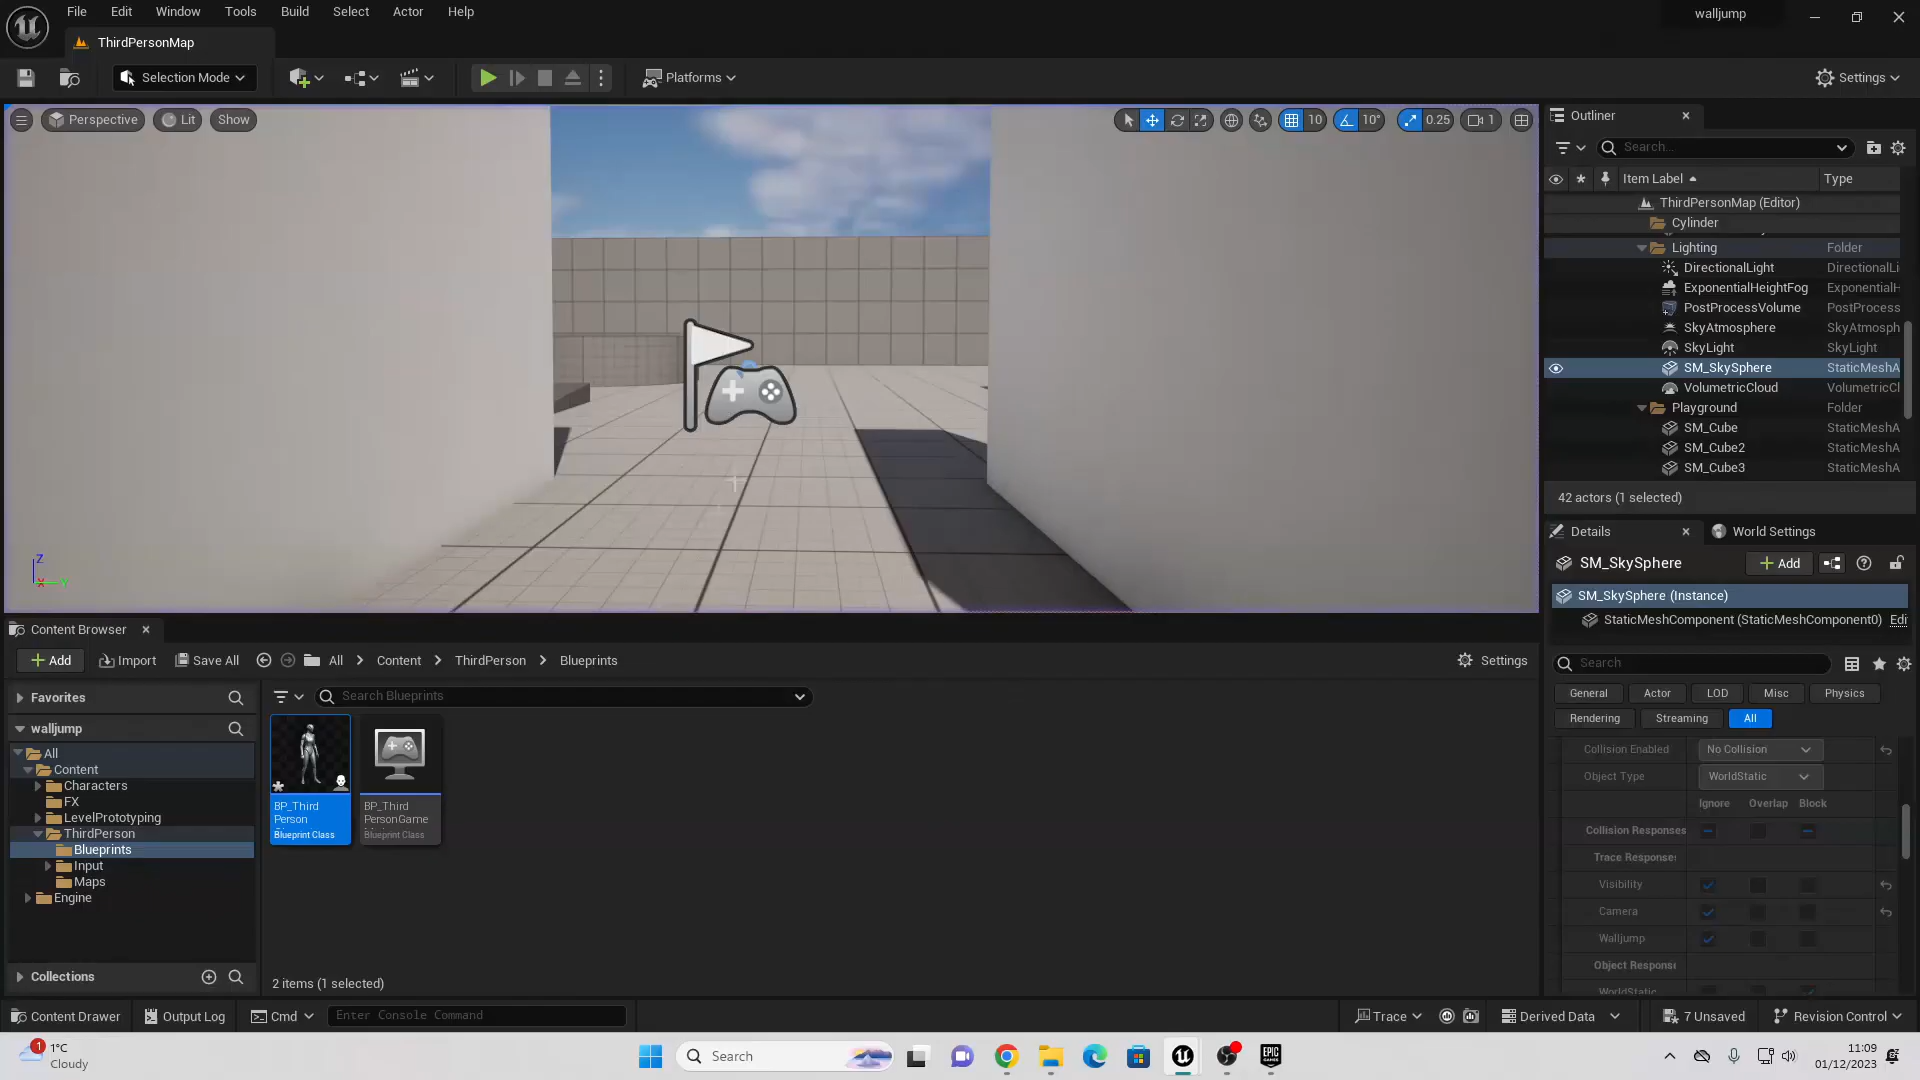 File Edit Window Tools Build Select Actor Help
walljump
ThirdPersonMap
Selection Mode
Platforms
Settings
Perspective Lit Show
10 10° 0.25 1
Outliner
Search...
Item Label Type
ThirdPersonMap (Editor)
Cylinder
Lighting Folder
DirectionalLight DirectionalLi
ExponentialHeightFog ExponentialH
PostProcessVolume PostProcess
SkyAtmosphere SkyAtmosph
SkyLight SkyLight
SM_SkySphere StaticMeshA
VolumetricCloud VolumetricCl
Playground Folder
SM_Cube StaticMeshA
SM_Cube2 StaticMeshA
SM_Cube3 StaticMeshA
42 actors (1 selected)
Details World Settings
SM_SkySphere Add
SM_SkySphere (Instance)
StaticMeshComponent (StaticMeshComponent0) Edi
Search
General Actor LOD Misc Physics
Rendering Streaming All
Collision Enabled No Collision
Object Type WorldStatic
Ignore Overlap Block
Collision Responses
Trace Responses
Visibility
Camera
Walljump
Object Response
WorldStatic
Z
X
Y
Content Browser
Add Import Save All All Content ThirdPerson Blueprints Settings
Favorites
Search Blueprints
walljump
All
Content
Characters
FX
LevelPrototyping
ThirdPerson
Blueprints
Input
Maps
Engine
Collections
BP_Third
Person
Blueprint Class
BP_Third
PersonGame
Blueprint Class
2 items (1 selected)
Content Drawer Output Log Cmd Enter Console Command Trace Derived Data 7 Unsaved Revision Control
1
1°C
Cloudy
Search
EPIC
GAMES
11:09
01/12/2023